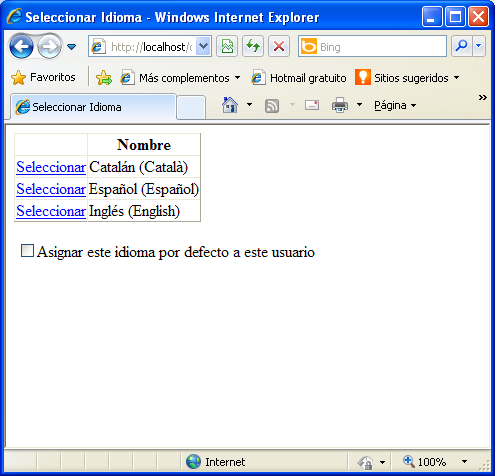 Seleccionar Idioma - Windows Internet Explorer
http://localhost/
Bing
Favoritos
Más complementos
Hotmail gratuito
Sitios sugeridos
Seleccionar Idioma
Página
Nombre
Seleccionar Catalán (Català)
Seleccionar Español (Español)
Seleccionar Inglés (English)
Asignar este idioma por defecto a este usuario
Internet
100%